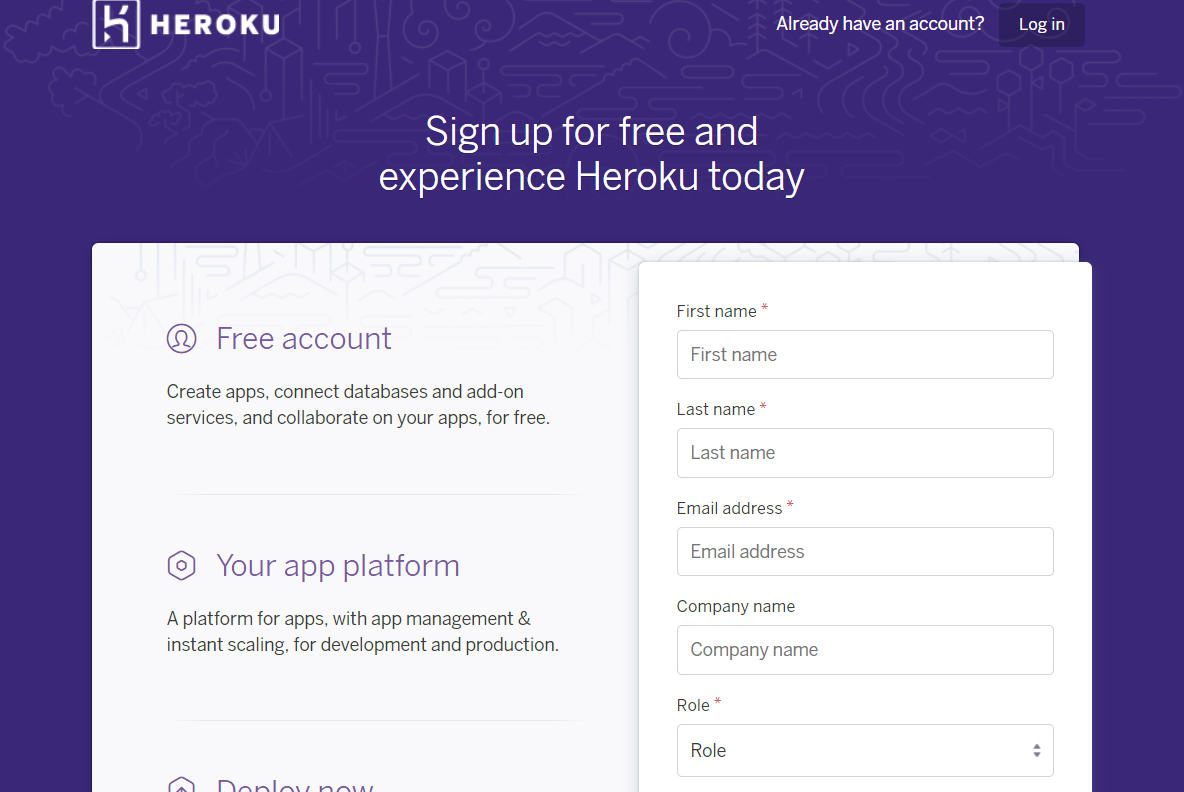 HEROKU
Already have an account?
Log in
Sign up for free and
experience Heroku today
Free account
Create apps, connect databases and add-on
services, and collaborate on your apps, for free.
Your app platform
A platform for apps, with app management &
instant scaling, for development and production.
Deploy now
First name *
First name
Last name *
Last name
Email address *
Email address
Company name
Company name
Role *
Role